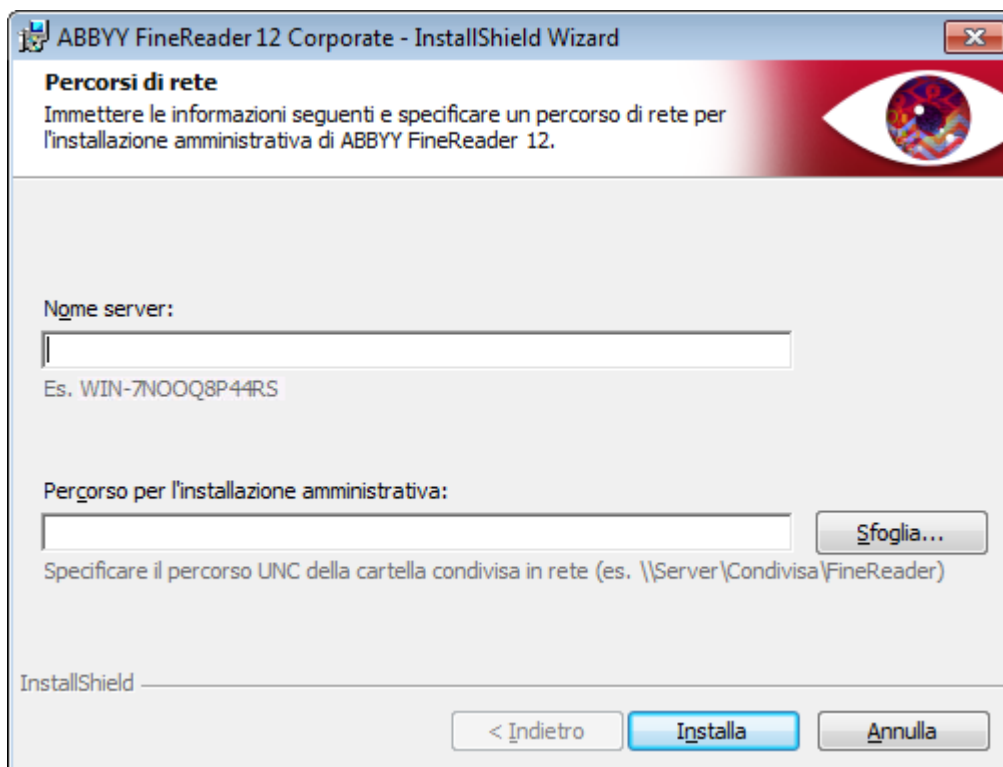 ABBYY FineReader 12 Corporate - InstallShield Wizard
Percorsi di rete
Immettere le informazioni seguenti e specificare un percorso di rete per
l'installazione amministrativa di ABBYY FineReader 12.
Nome server:
Es. WIN-7NOOQ8P44RS
Percorso per l'installazione amministrativa:
Sfoglia...
Specificare il percorso UNC della cartella condivisa in rete (es. \\Server\Condivisa\FineReader)
InstallShield
< Indietro
Installa
Annulla